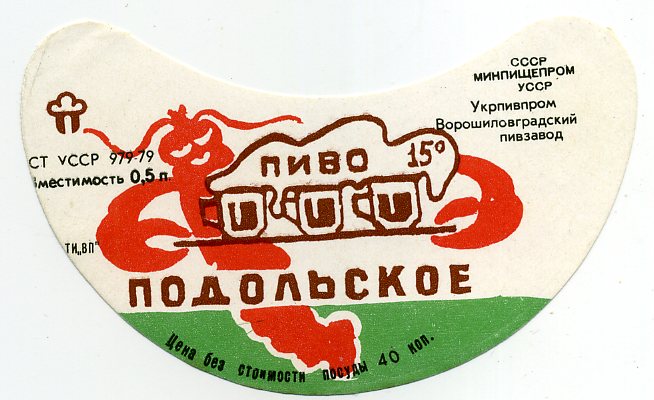 СССР
МИНПИЩЕПРОМ
УССР
Укрпивпром
Ворошиловградский
пивзавод
СТ УССР 979-79
вместимость 0,5 л
ТИ„ВП"
ПИВО 15°
ПОДОЛЬСКОЕ
Цена без стоимости посуды 40 коп.